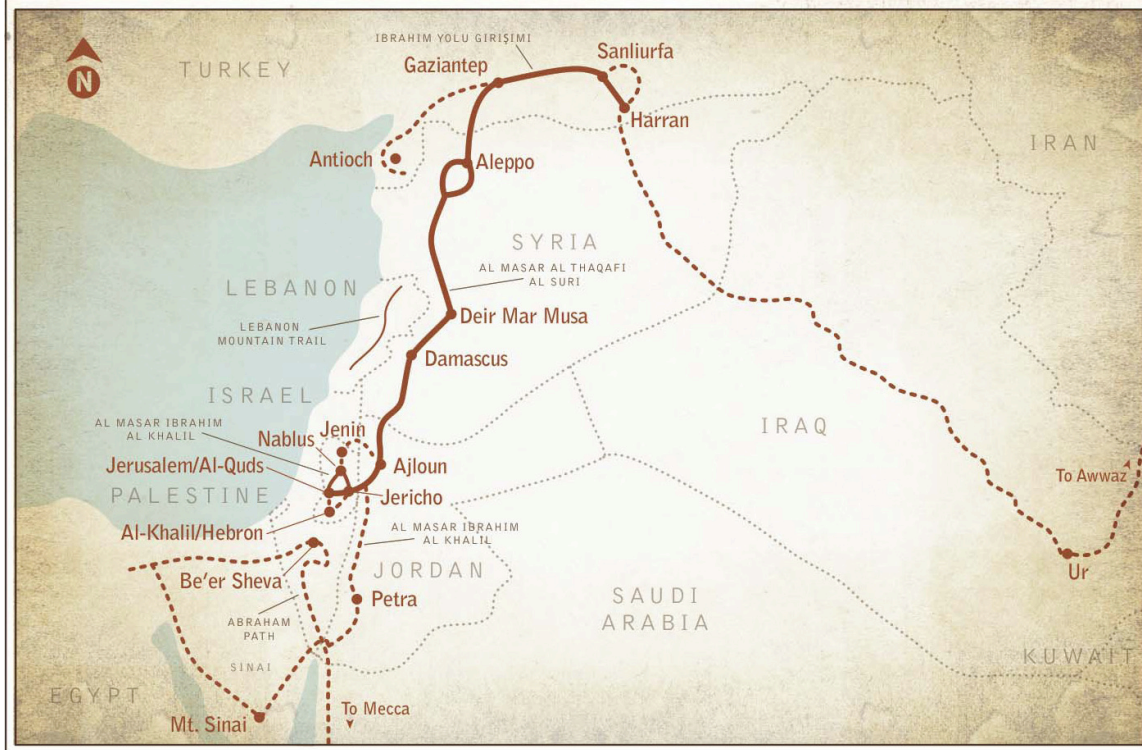 IBRAHIM YOLU GIRIŞIMI
Sanliurfa
TURKEY
Gaziantep
N
Harran
IRAN
Antioch
Aleppo
SYRIA
AL MASAR AL THAQAFI
AL SURI
LEBANON
Deir Mar Musa
LEBANON
MOUNTAIN TRAIL
Damascus
ISRAEL
AL MASAR IBRAHIM
AL KHALIL
Jenin
Nablus
IRAQ
Jerusalem/Al-Quds
Ajloun
To Awwaz
PALESTINE
Jericho
Al-Khalil/Hebron
AL MASAR IBRAHIM
AL KHALIL
JORDAN
Be'er Sheva
Ur
Petra
SAUDI
ARABIA
ABRAHAM
PATH
SINAI
KUWAIT
EGYPT
To Mecca
Mt. Sinai